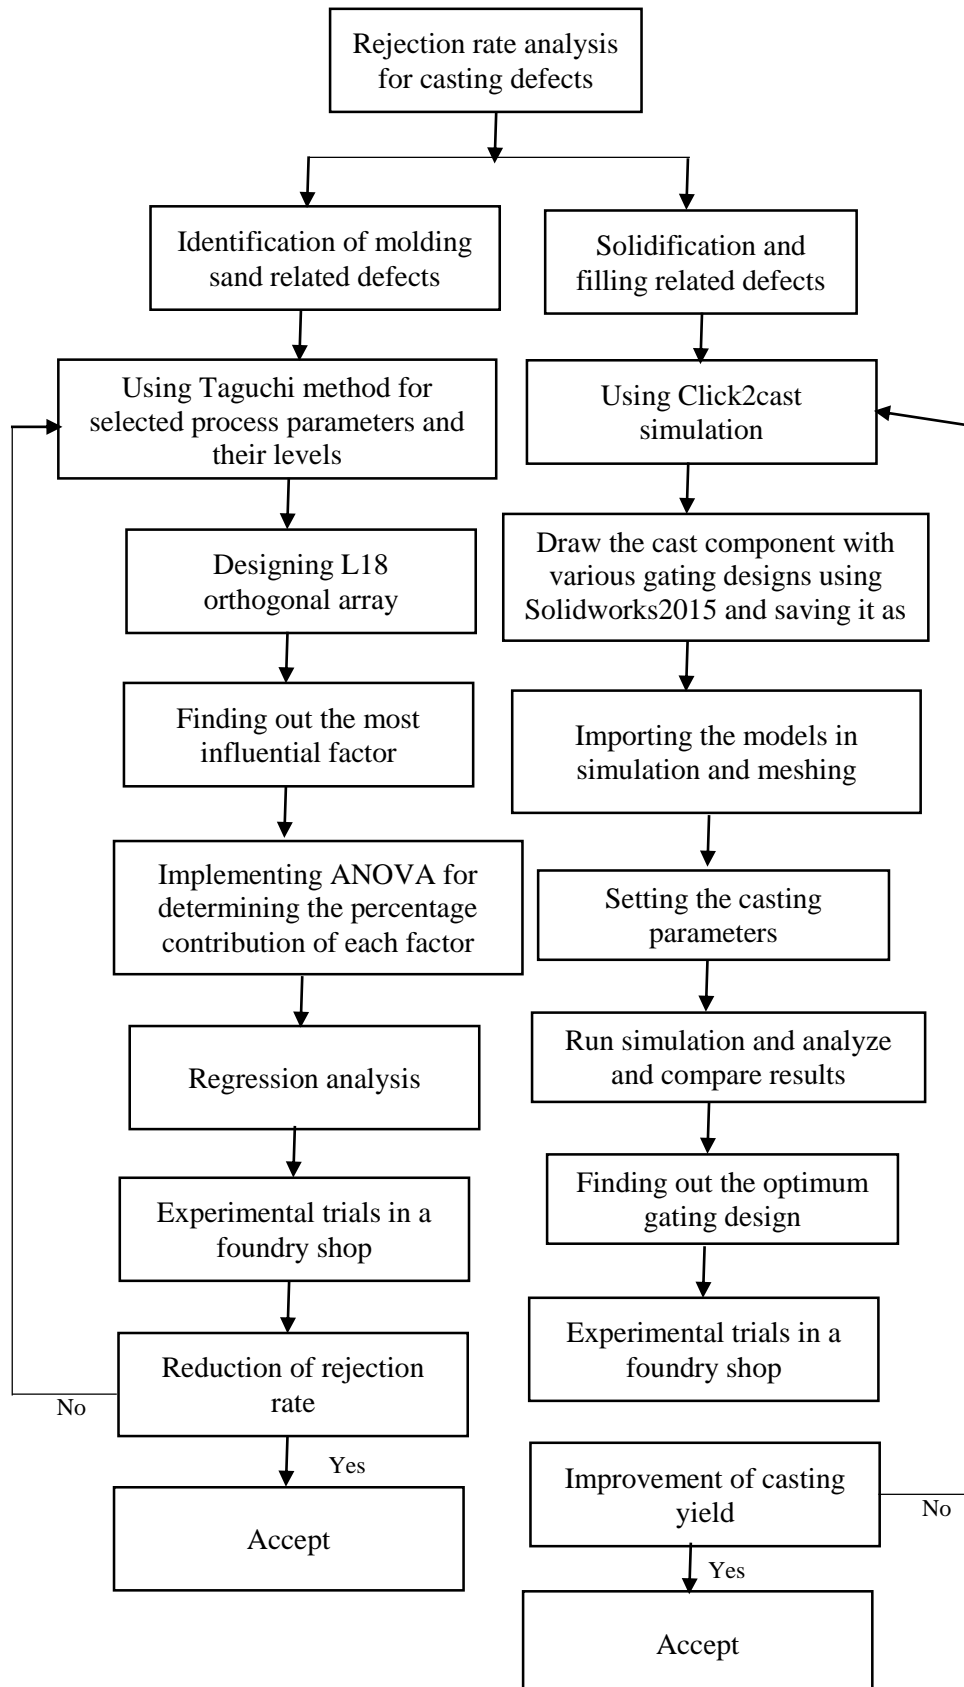 Rejection rate analysis
for casting defects
Identification of molding
sand related defects
Solidification and
filling related defects
Using Taguchi method for
selected process parameters and
their levels
Using Click2cast
simulation
Designing L18
orthogonal array
Draw the cast component with
various gating designs using
Solidworks2015 and saving it as
Finding out the most
influential factor
Importing the models in
simulation and meshing
Implementing ANOVA for
determining the percentage
contribution of each factor
Setting the casting
parameters
Regression analysis
Run simulation and analyze
and compare results
Experimental trials in a
foundry shop
Finding out the optimum
gating design
Reduction of rejection
rate
No
Yes
Accept
Experimental trials in a
foundry shop
Improvement of casting
yield
No
Yes
Accept